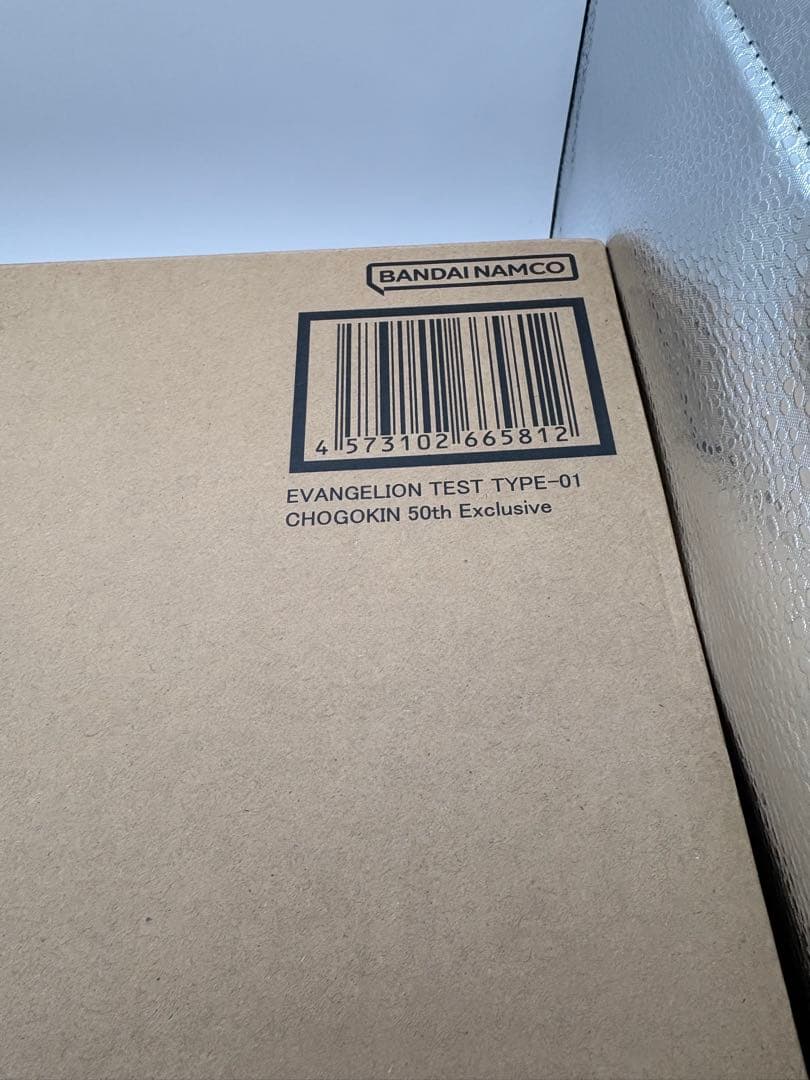 BANDAI NAMCO
4 573102 665812
EVANGELION TEST TYPE-01
CHOGOKIN 50th Exclusive